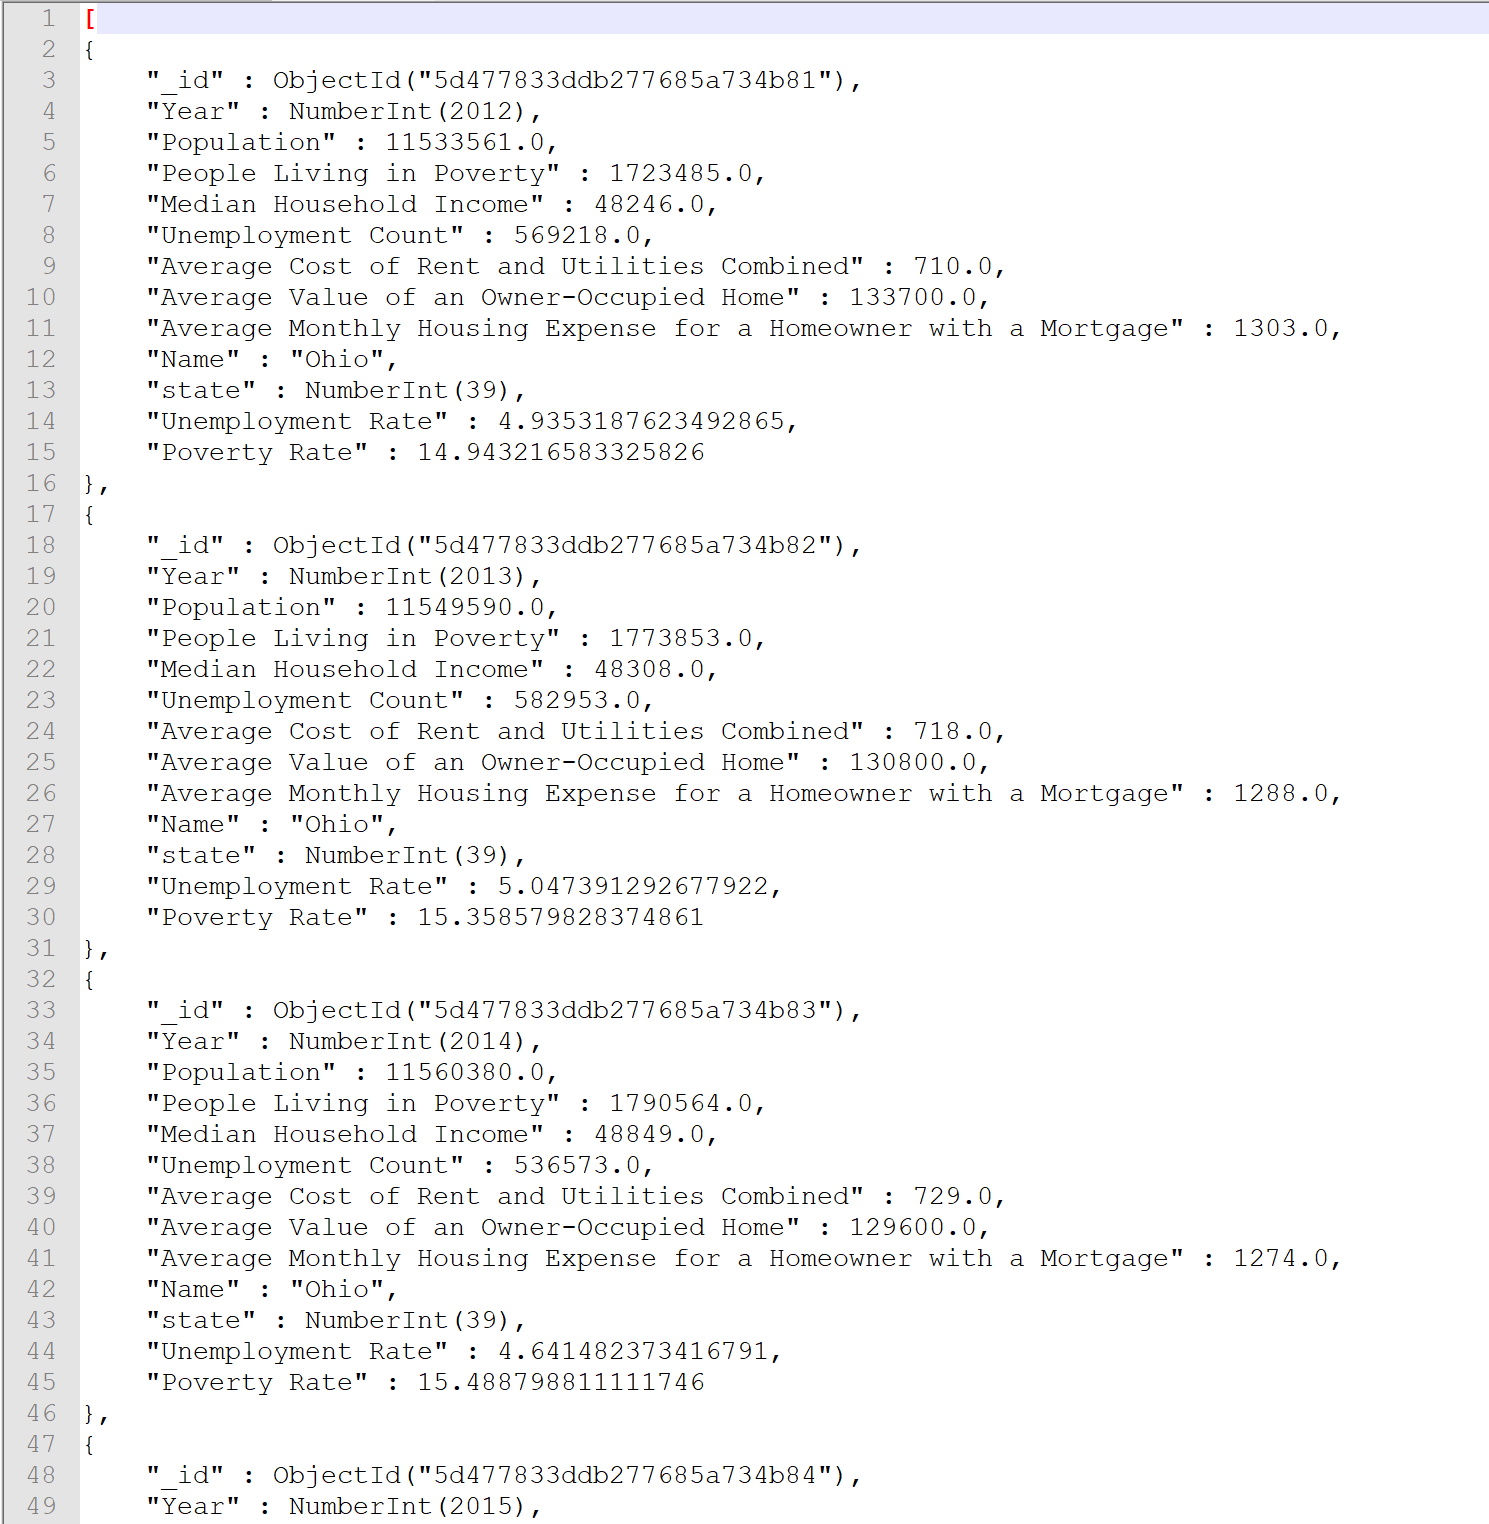 1 [
2 {
3 "_id" : ObjectId("5d477833ddb277685a734b81"),
4 "Year" : NumberInt(2012),
5 "Population" : 11533561.0,
6 "People Living in Poverty" : 1723485.0,
7 "Median Household Income" : 48246.0,
8 "Unemployment Count" : 569218.0,
9 "Average Cost of Rent and Utilities Combined" : 710.0,
10 "Average Value of an Owner-Occupied Home" : 133700.0,
11 "Average Monthly Housing Expense for a Homeowner with a Mortgage" : 1303.0,
12 "Name" : "Ohio",
13 "state" : NumberInt(39),
14 "Unemployment Rate" : 4.9353187623492865,
15 "Poverty Rate" : 14.943216583325826
16 },
17 {
18 "_id" : ObjectId("5d477833ddb277685a734b82"),
19 "Year" : NumberInt(2013),
20 "Population" : 11549590.0,
21 "People Living in Poverty" : 1773853.0,
22 "Median Household Income" : 48308.0,
23 "Unemployment Count" : 582953.0,
24 "Average Cost of Rent and Utilities Combined" : 718.0,
25 "Average Value of an Owner-Occupied Home" : 130800.0,
26 "Average Monthly Housing Expense for a Homeowner with a Mortgage" : 1288.0,
27 "Name" : "Ohio",
28 "state" : NumberInt(39),
29 "Unemployment Rate" : 5.047391292677922,
30 "Poverty Rate" : 15.358579828374861
31 },
32 {
33 "_id" : ObjectId("5d477833ddb277685a734b83"),
34 "Year" : NumberInt(2014),
35 "Population" : 11560380.0,
36 "People Living in Poverty" : 1790564.0,
37 "Median Household Income" : 48849.0,
38 "Unemployment Count" : 536573.0,
39 "Average Cost of Rent and Utilities Combined" : 729.0,
40 "Average Value of an Owner-Occupied Home" : 129600.0,
41 "Average Monthly Housing Expense for a Homeowner with a Mortgage" : 1274.0,
42 "Name" : "Ohio",
43 "state" : NumberInt(39),
44 "Unemployment Rate" : 4.641482373416791,
45 "Poverty Rate" : 15.488798811111746
46 },
47 {
48 "_id" : ObjectId("5d477833ddb277685a734b84"),
49 "Year" : NumberInt(2015),